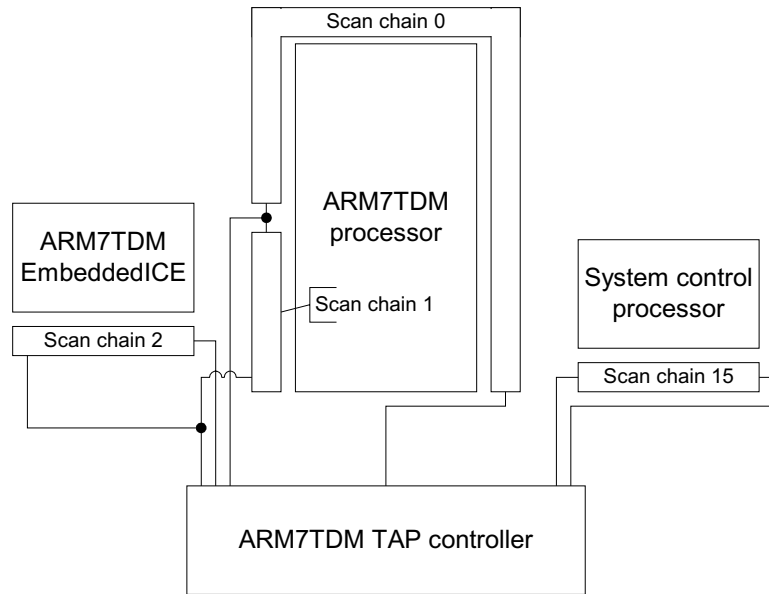 Scan chain 0
ARM7TDM
processor
ARM7TDM
EmbeddedICE
Scan chain 1
System control
processor
Scan chain 2
Scan chain 15
ARM7TDM TAP controller